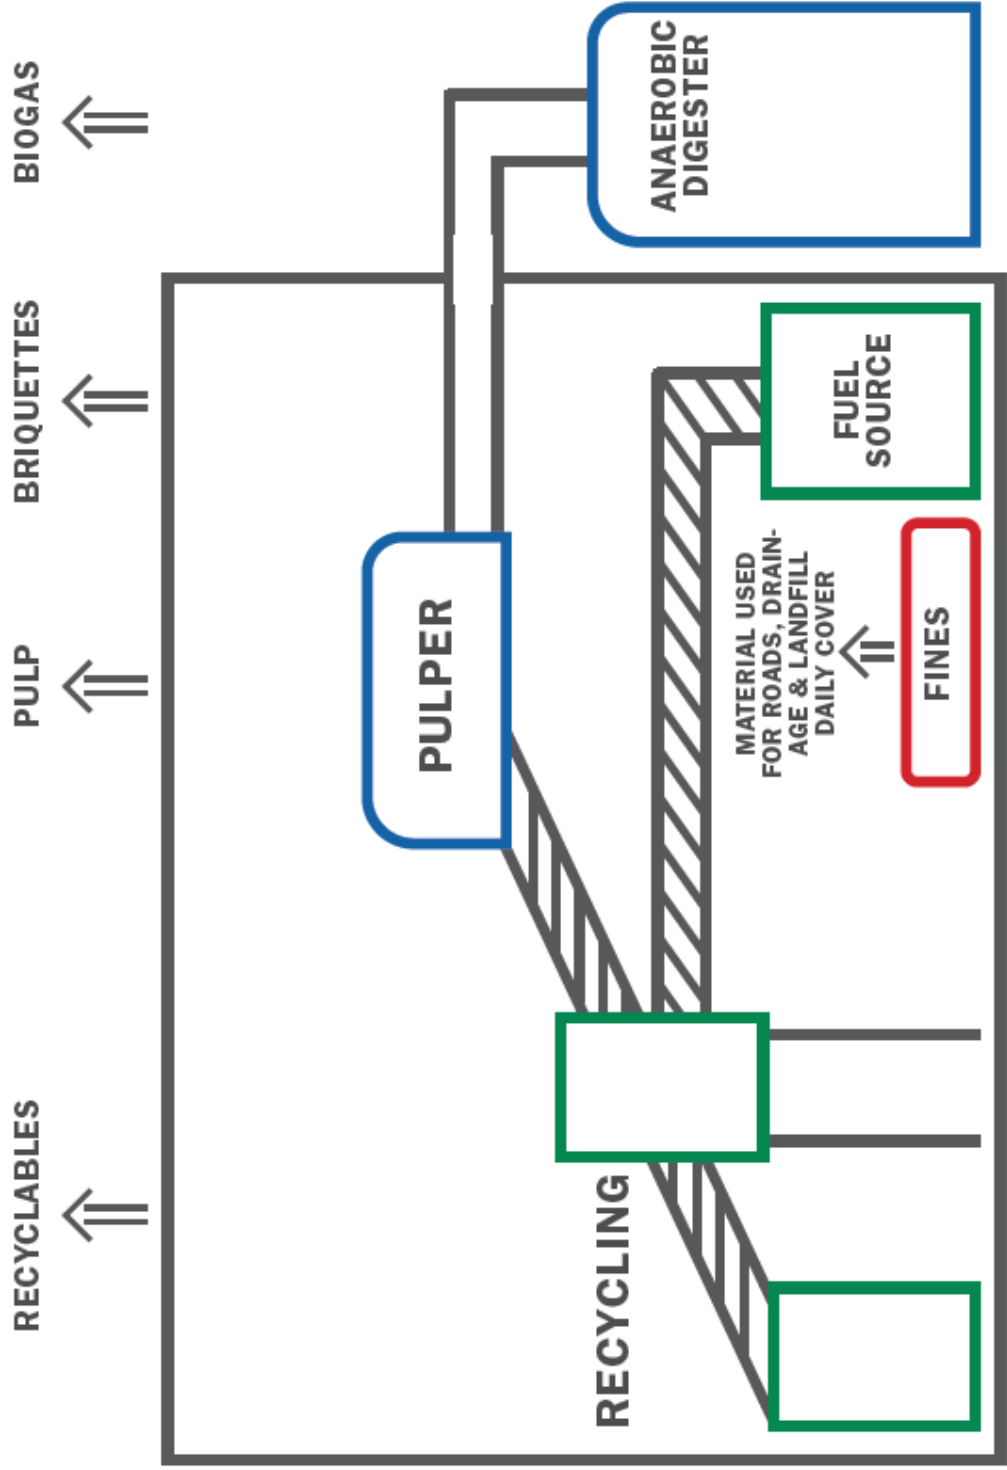 RECYCLABLES
PULP
BRIQUETTES
BIOGAS
RECYCLING
PULPER
ANAEROBIC
DIGESTER
MATERIAL USED
FOR ROADS, DRAIN-
AGE & LANDFILL
DAILY COVER
FINES
FUEL
SOURCE